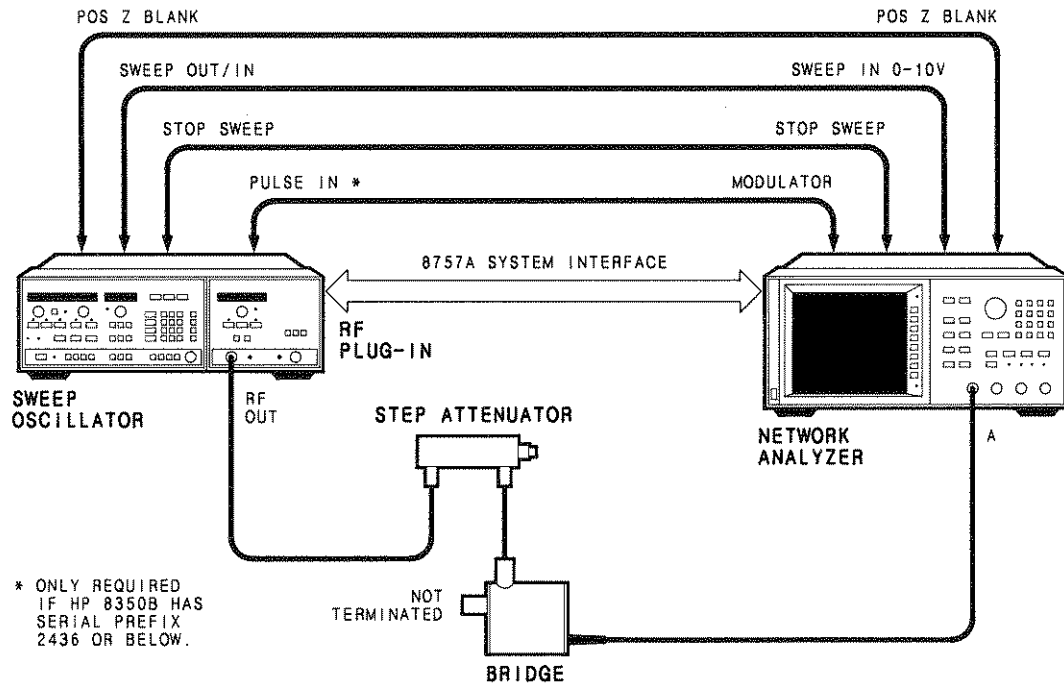 POS Z BLANK
POS Z BLANK
SWEEP OUT/IN
SWEEP IN 0-10V
STOP SWEEP
STOP SWEEP
PULSE IN *
MODULATOR
8757A SYSTEM INTERFACE
RF
PLUG-IN
SWEEP
OSCILLATOR
RF
OUT
STEP ATTENUATOR
NETWORK
ANALYZER
A
* ONLY REQUIRED
IF HP 8350B HAS
SERIAL PREFIX
2436 OR BELOW.
NOT
TERMINATED
BRIDGE